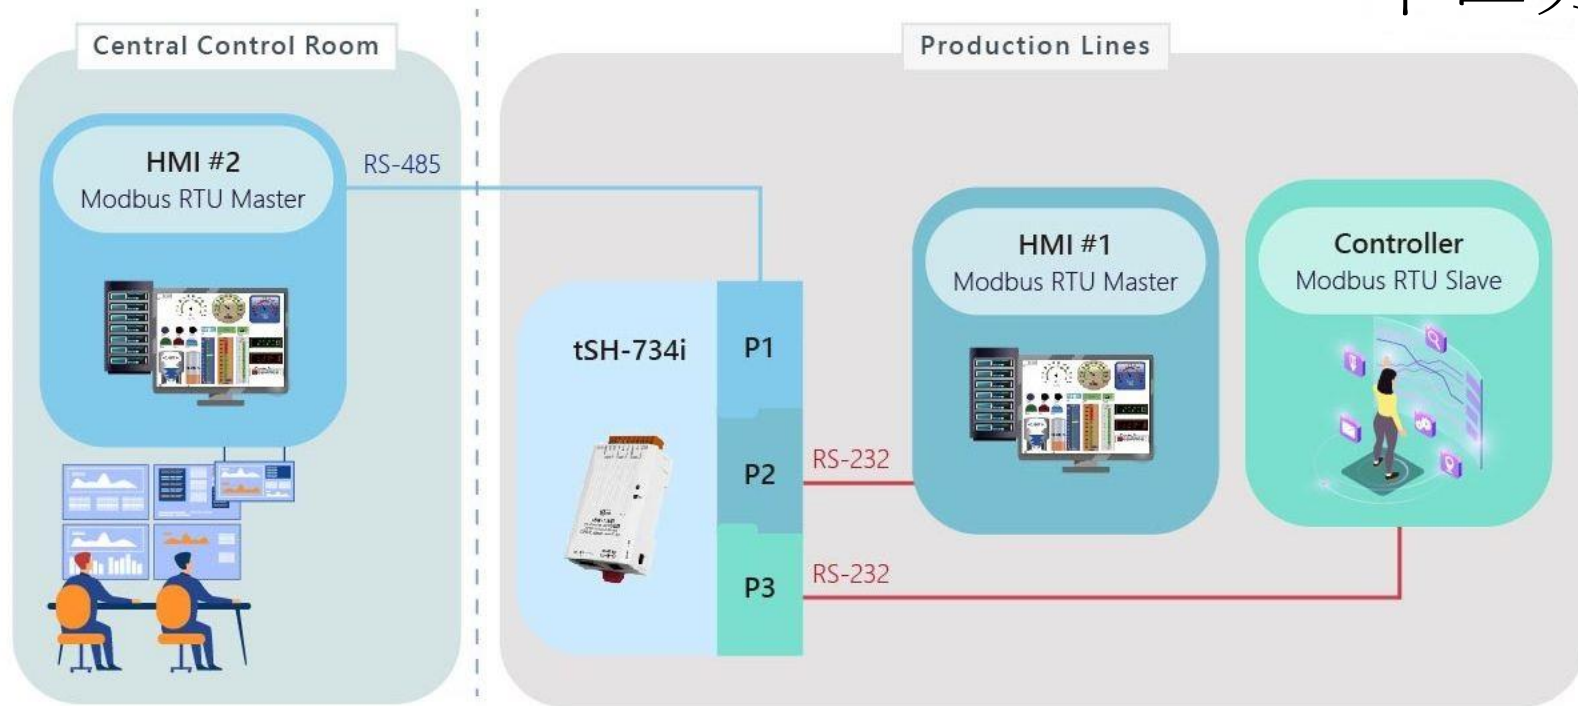 Central Control Room
Production Lines
HMI #2
Modbus RTU Master
RS-485
HMI #1
Modbus RTU Master
Controller
Modbus RTU Slave
tSH-734i
P1
P2
RS-232
P3
RS-232